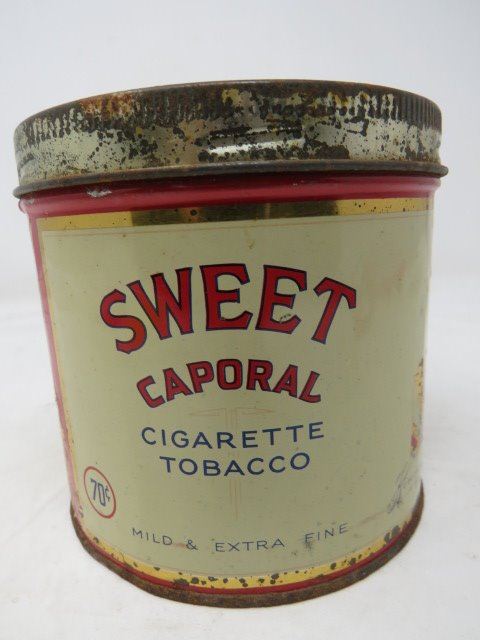 SWEET
CAPORAL
CIGARETTE
TOBACCO
70¢
MILD & EXTRA FINE